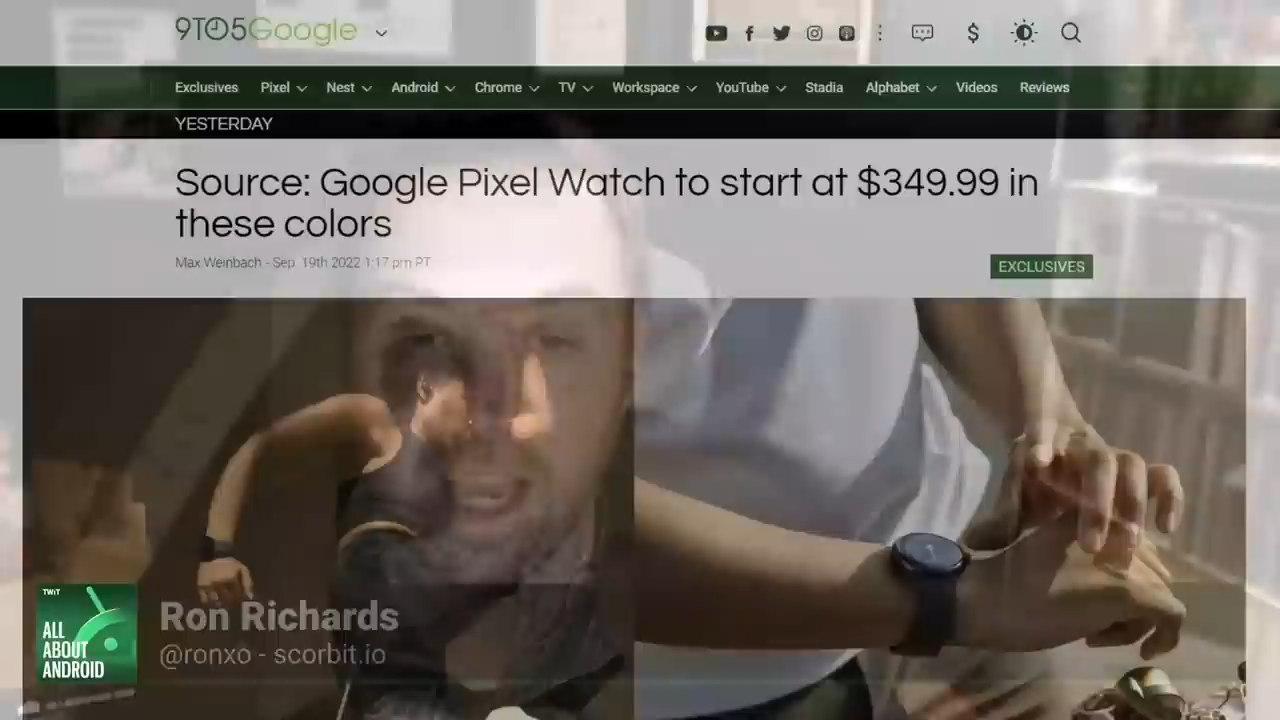 9TO5Google
Exclusives Pixel Nest Android Chrome TV Workspace YouTube Stadia Alphabet Videos Reviews
YESTERDAY
Source: Google Pixel Watch to start at $349.99 in
these colors
Max Weinbach - Sep. 19th 2022 1:17 pm PT
EXCLUSIVES
TWiT
ALL
ABOUT
ANDROID
Ron Richards
@ronxo - scorbit.io